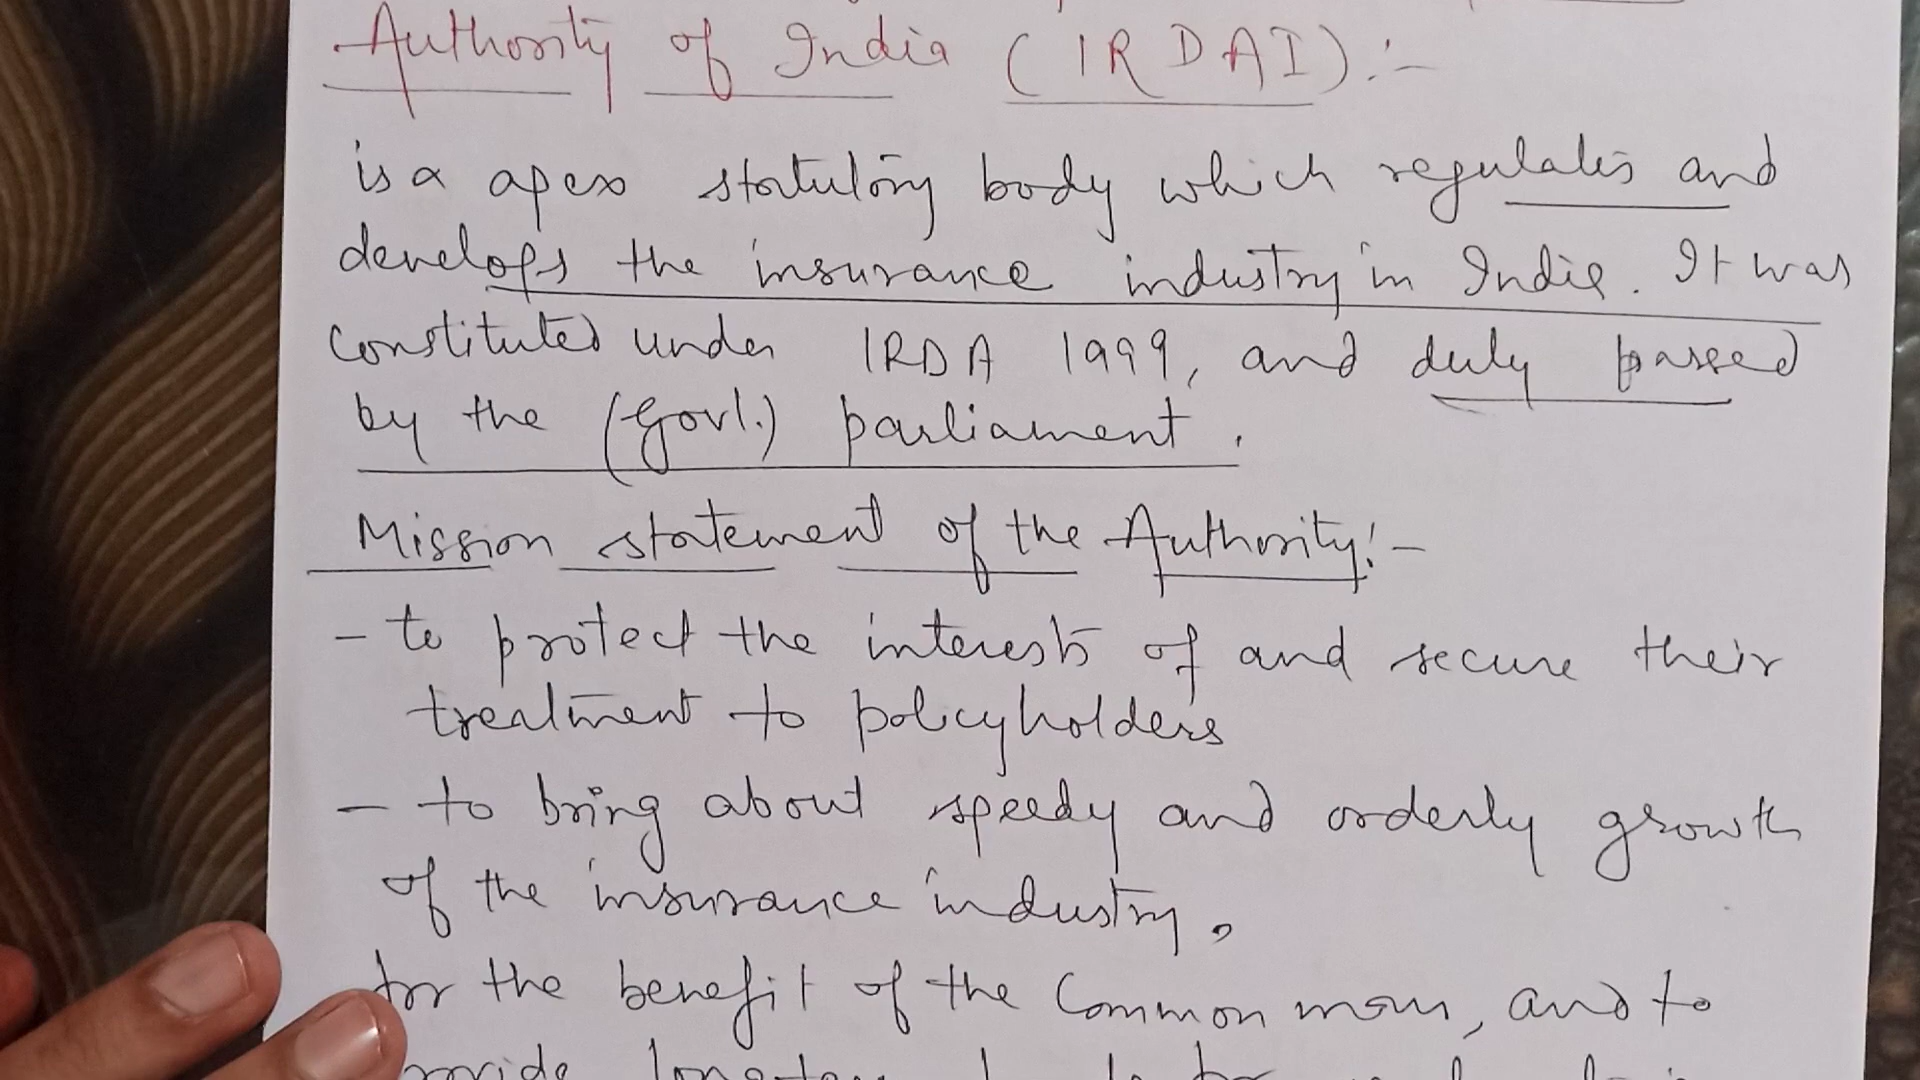 Authority of India (IRDAI):-
is a apex statutory body which regulates and
develops the insurance industry in India. It was
constituted under IRDA 1999, and duly passed
by the (Govt.) parliament.
Mission statement of the Authority:-
- to protect the interests of and secure their
treatment to policyholders
- to bring about speedy and orderly growth
of the insurance industry,
for the benefit of the common man, and to